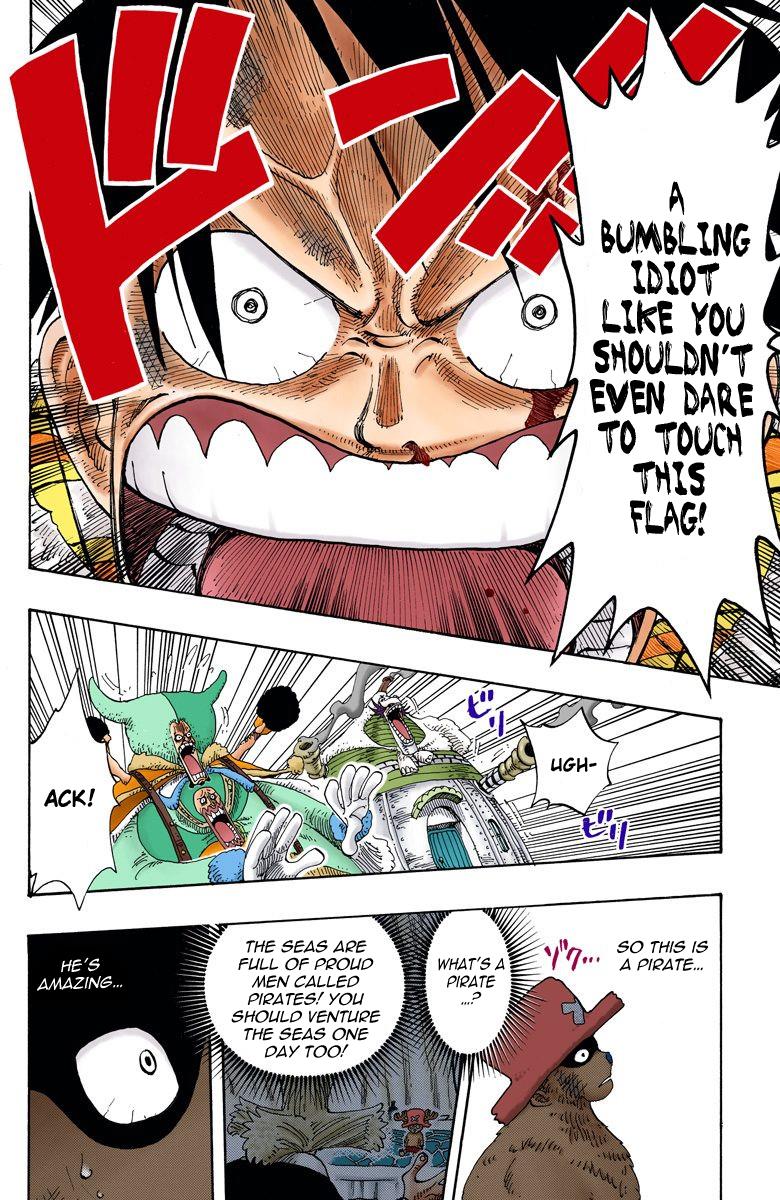 ドン!!
A
BUMBLING
IDIOT
LIKE YOU
SHOULDN'T
EVEN DARE
TO TOUCH
THIS
FLAG!
ビリ
UGH-
ビリ
ACK!
SO THIS IS
A PIRATE...
ゾク...
WHAT'S A
PIRATE
...?
THE SEAS ARE
FULL OF PROUD
MEN CALLED
PIRATES! YOU
SHOULD VENTURE
THE SEAS ONE
DAY TOO!
HE'S
AMAZING...